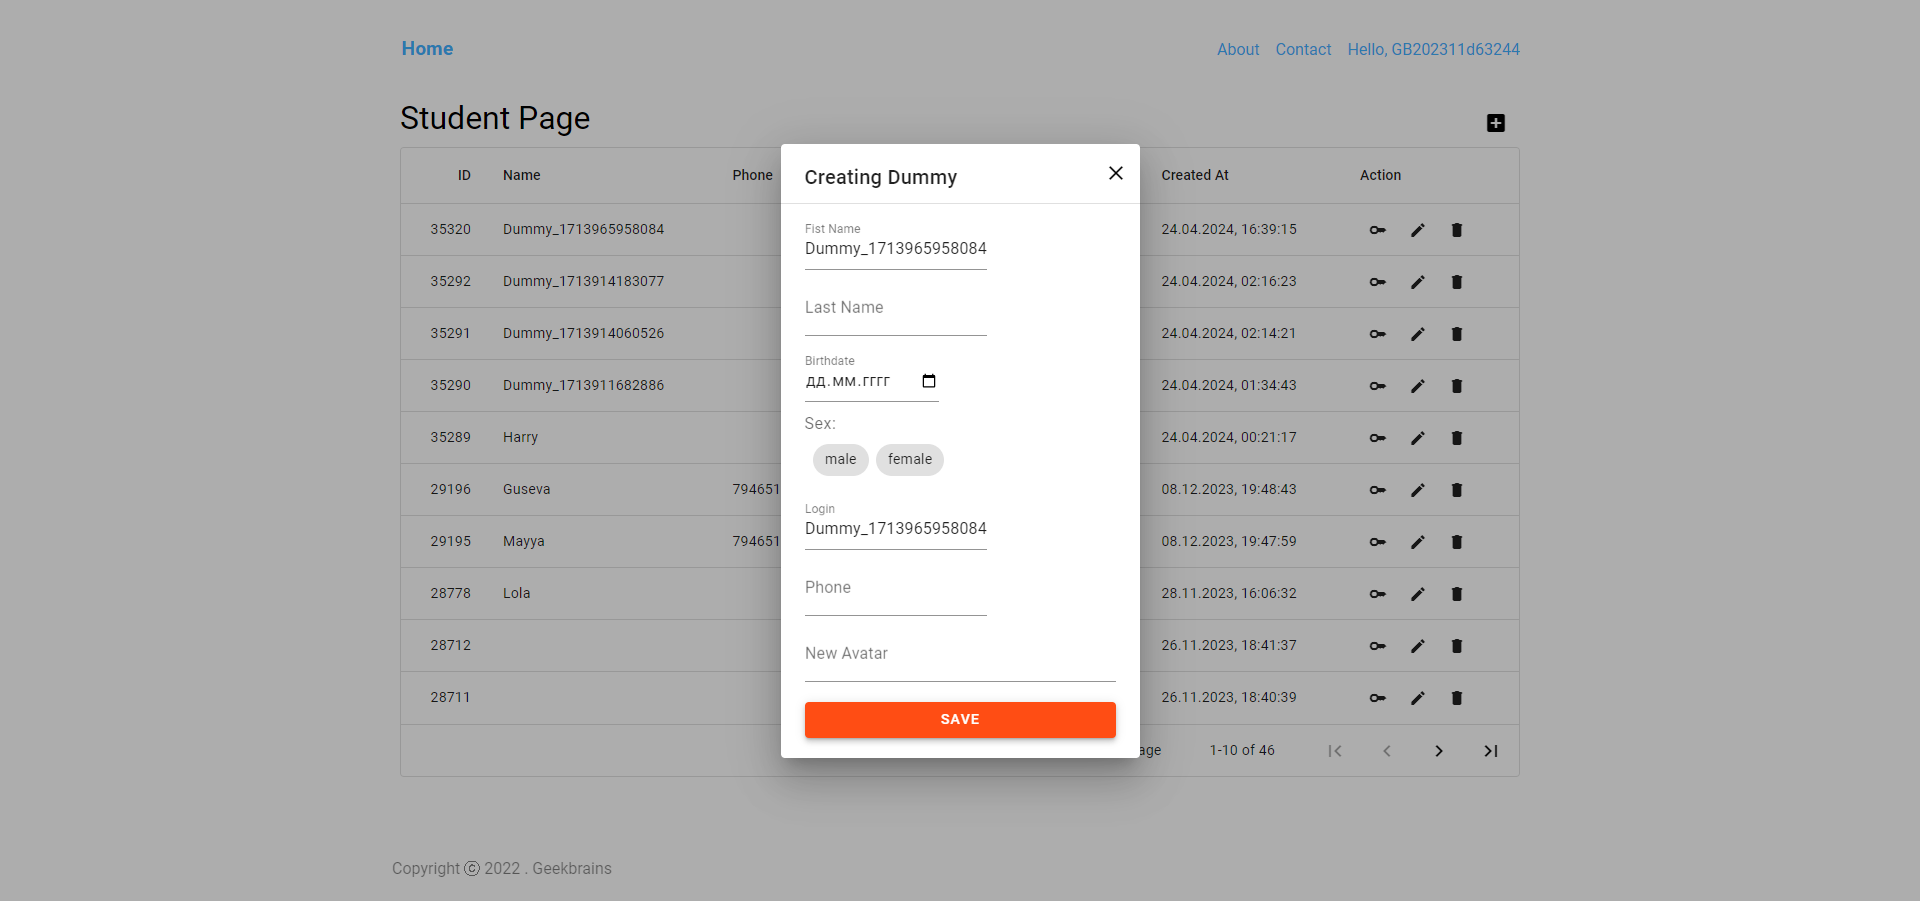 Home
About Contact Hello, GB202311d63244
Student Page
ID Name Phone Created At Action
35320 Dummy_1713965958084 24.04.2024, 16:39:15
35292 Dummy_1713914183077 24.04.2024, 02:16:23
35291 Dummy_1713914060526 24.04.2024, 02:14:21
35290 Dummy_1713911682886 24.04.2024, 01:34:43
35289 Harry 24.04.2024, 00:21:17
29196 Guseva 794651 08.12.2023, 19:48:43
29195 Mayya 794651 08.12.2023, 19:47:59
28778 Lola 28.11.2023, 16:06:32
28712 26.11.2023, 18:41:37
28711 26.11.2023, 18:40:39
age 1-10 of 46
Creating Dummy
Fist Name
Dummy_1713965958084
Last Name
Birthdate
дд.мм.гггг
Sex:
male female
Login
Dummy_1713965958084
Phone
New Avatar
SAVE
Copyright ⓒ 2022 . Geekbrains